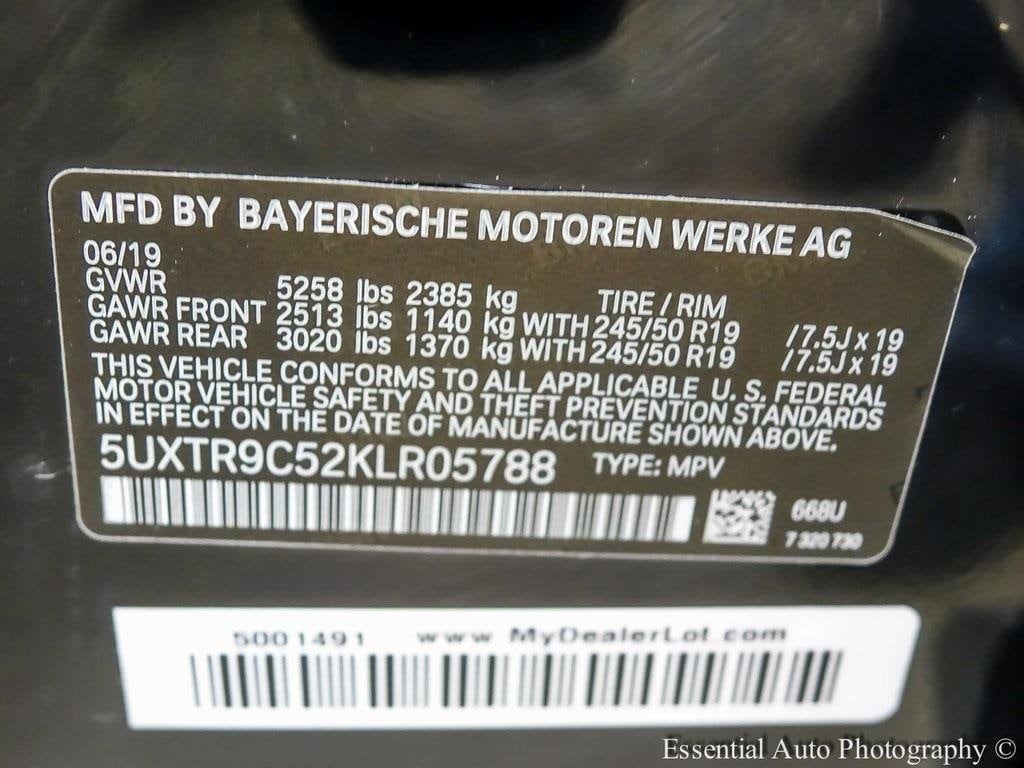 MFD BY BAYERISCHE MOTOREN WERKE AG
06/19
GVWR 5258 lbs 2385 kg TIRE / RIM
GAWR FRONT 2513 lbs 1140 kg WITH 245/50 R19 /7.5J x 19
GAWR REAR 3020 lbs 1370 kg WITH 245/50 R19 /7.5J x 19
THIS VEHICLE CONFORMS TO ALL APPLICABLE U. S. FEDERAL
MOTOR VEHICLE SAFETY AND THEFT PREVENTION STANDARDS
IN EFFECT ON THE DATE OF MANUFACTURE SHOWN ABOVE.
5UXTR9C52KLR05788 TYPE: MPV
668U
7 320 730
5001491 www MyDealerLot com
Essential Auto Photography ©